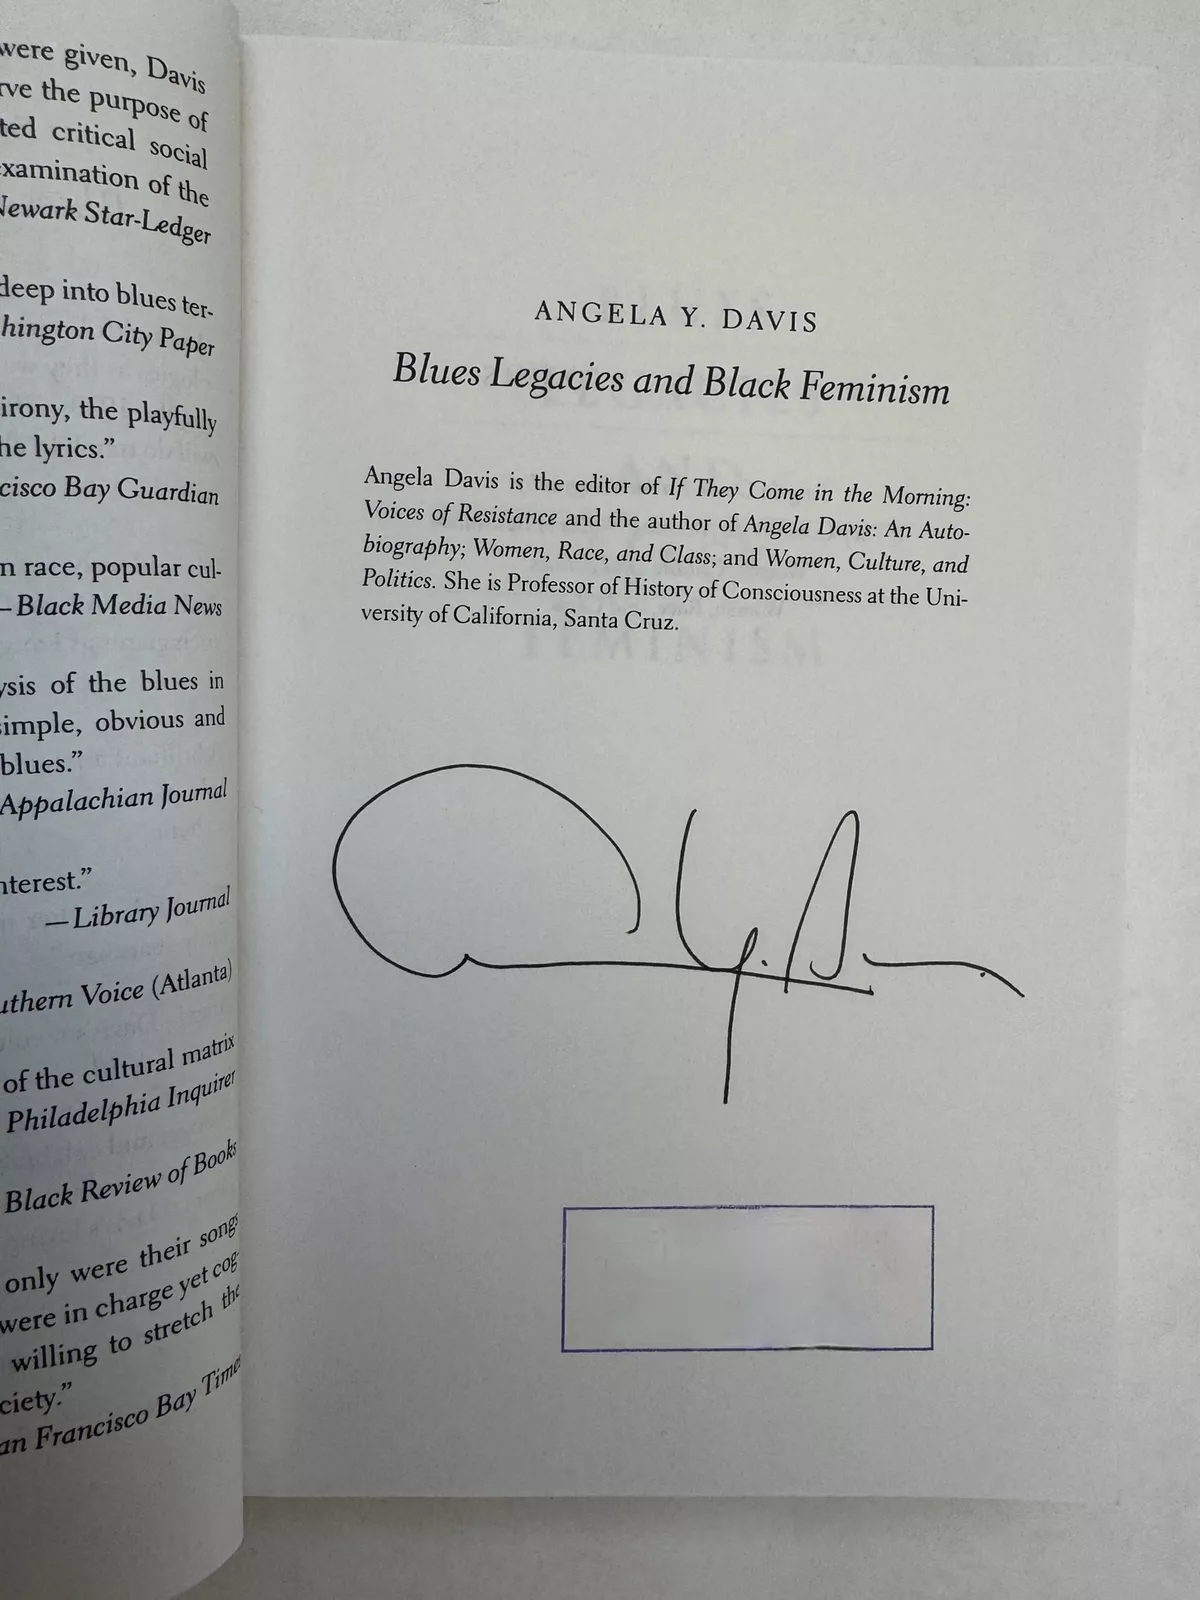 were given, Davis
rve the purpose of
ted critical social
xamination of the
Newark Star-Ledger
deep into blues ter-
hington City Paper
irony, the playfully
he lyrics.”
cisco Bay Guardian
n race, popular cul-
—Black Media News
ysis of the blues in
simple, obvious and
blues.”
Appalachian Journal
nterest.”
—Library Journal
uthern Voice (Atlanta)
of the cultural matrix
Philadelphia Inquirer
Black Review of Books
only were their songs
were in charge yet cog-
willing to stretch the
ciety.”
an Francisco Bay Times
ANGELA Y. DAVIS
Blues Legacies and Black Feminism
Angela Davis is the editor of If They Come in the Morning:
Voices of Resistance and the author of Angela Davis: An Auto-
biography; Women, Race, and Class; and Women, Culture, and
Politics. She is Professor of History of Consciousness at the Uni-
versity of California, Santa Cruz.